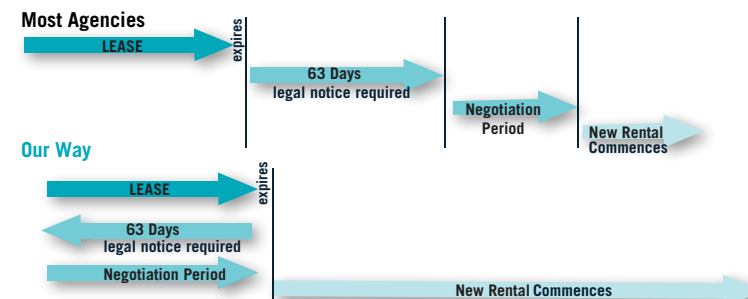 Most Agencies
LEASE
expires
63 Days
legal notice required
Negotiation
Period
New Rental
Commences
Our Way
LEASE
expires
63 Days
legal notice required
Negotiation Period
New Rental Commences